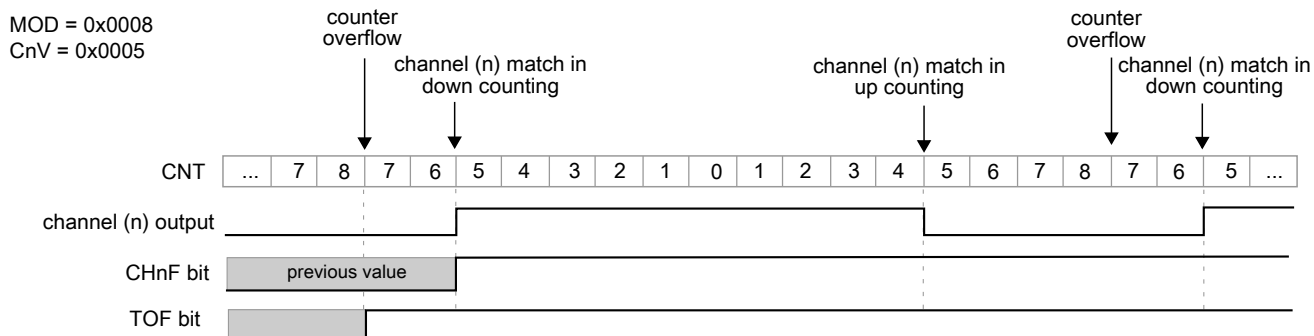 MOD = 0x0008
CnV = 0x0005
counter
overflow
channel (n) match in
down counting
channel (n) match in
up counting
counter
overflow
channel (n) match in
down counting
CNT ... 7 8 7 6 5 4 3 2 1 0 1 2 3 4 5 6 7 8 7 6 5 ...
channel (n) output
CHnF bit previous value
TOF bit